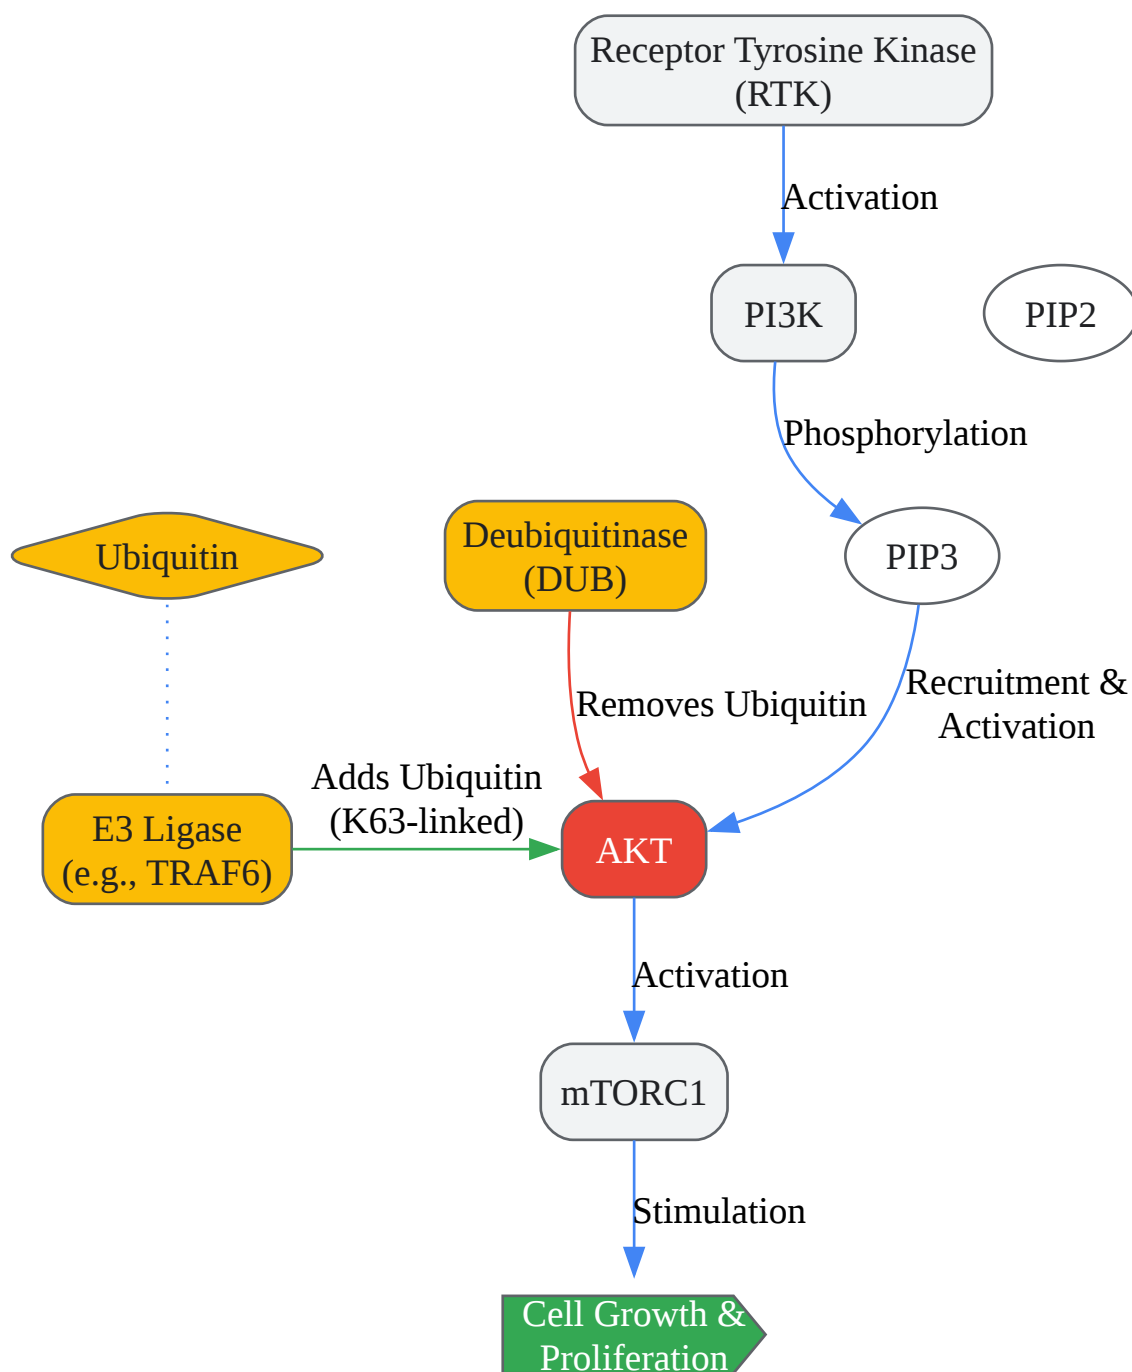 Receptor Tyrosine Kinase
(RTK)
Activation
PI3K
PIP2
Phosphorylation
Ubiquitin
Deubiquitinase
(DUB)
PIP3
Removes Ubiquitin
Recruitment &
Activation
Adds Ubiquitin
(K63-linked)
E3 Ligase
(e.g., TRAF6)
AKT
Activation
mTORC1
Stimulation
Cell Growth &
Proliferation